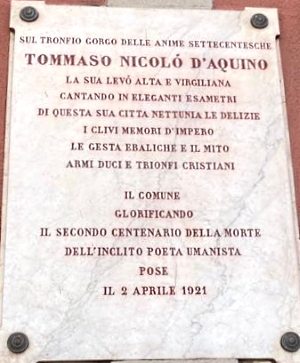 SUL TRONFIO GORGO DELLE ANIME SETTECENTESCHE
TOMMASO NICOLÓ D'AQUINO
LA SUA LEVÒ ALTA E VIRGILIANA
CANTANDO IN ELEGANTI ESAMETRI
DI QUESTA SUA CITTA NETTUNIA LE DELIZIE
I CLIVI MEMORI D'IMPERO
LE GESTA EBALICHE E IL MITO
ARMI DUCI E TRIONFI CRISTIANI
IL COMUNE
GLORIFICANDO
IL SECONDO CENTENARIO DELLA MORTE
DELL'INCLITO POETA UMANISTA
POSE
IL 2 APRILE 1921